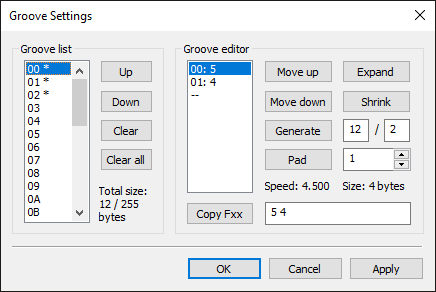 Groove Settings
Groove list
00 *
01 *
02 *
03
04
05
06
07
08
09
0A
0B
Up
Down
Clear
Clear all
Total size:
12 / 255
bytes
Groove editor
00: 5
01: 4
--
Move up
Expand
Move down
Shrink
Generate
12 / 2
Pad
1
Speed: 4.500
Size: 4 bytes
Copy Fxx
5 4
OK
Cancel
Apply